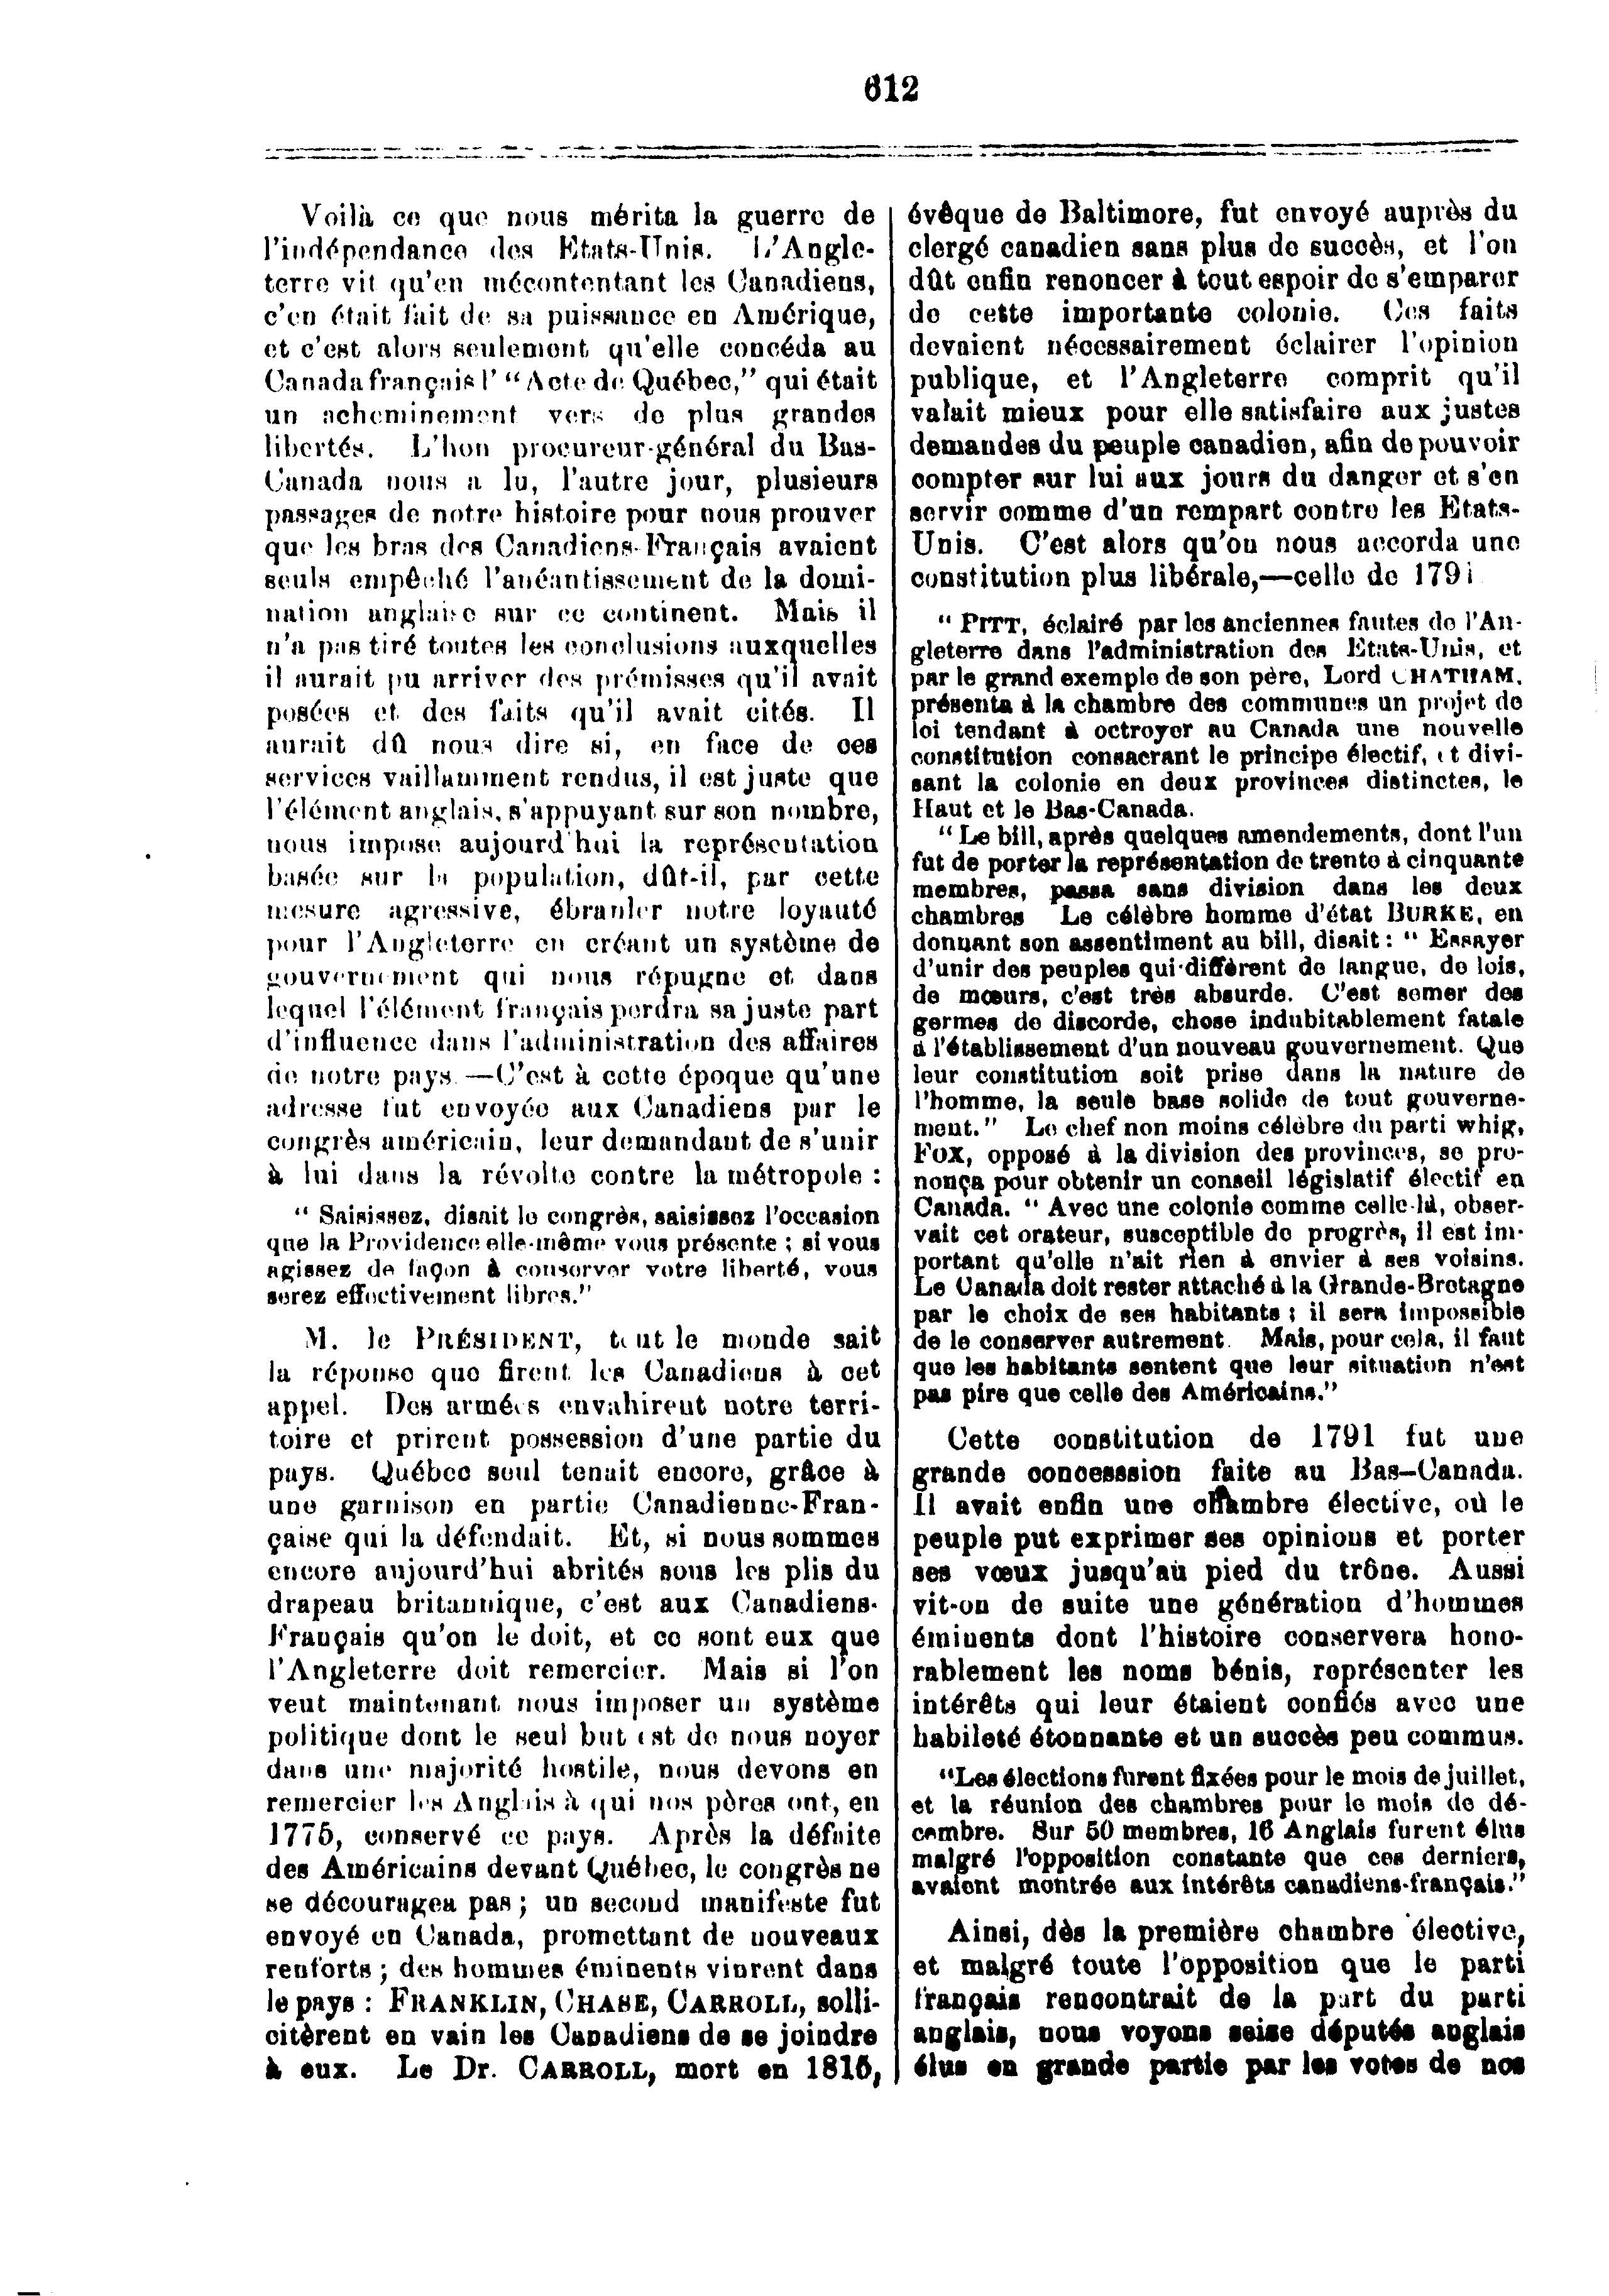 612
Voilà ce que nous mérita la guerre de
l'indépendance des Etats-Unis. L'Angle-
terre vit qu'en mécontentant les Canadiens,
c'en était fait de sa puissance en Amérique,
et c'est alors seulement qu'elle concéda au
Canada français l' "Acte de Québec," qui était
un acheminement vers de plus grandes
libertés. L'hon procureur-général du Bas-
Canada nous a lu, l'autre jour, plusieurs
passages de notre histoire pour nous prouver
que les bras des Canadiens-Français avaient
seuls empêché l'anéantissement de la domi-
nation anglaise sur ce continent. Mais il
n'a pas tiré toutes les conclusions auxquelles
il aurait pu arriver des prémisses qu'il avait
posées et des faits qu'il avait cités. Il
aurait dû nous dire si, en face de ces
services vaillamment rendus, il est juste que
l'élément anglais, s'appuyant sur son nombre,
nous impose aujourd'hui la représentation
basée sur la population, dût-il, par cette
mesure agressive, ébranler notre loyauté
pour l'Angleterre en créant un système de
gouvernement qui nous répugne et dans
lequel l'élément français perdra sa juste part
d'influence dans l'administration des affaires
de notre pays.—C'est à cette époque qu'une
adresse fut envoyée aux Canadiens par le
congrès américain, leur demandant de s'unir
à lui dans la révolte contre la métropole :
" Saisissez, disait le congrès, saisissez l'occasion
que la Providence elle-même vous présente ; si vous
agissez de façon à conserver votre liberté, vous
serez effectivement libres."
M. le PRÉSIDENT, tout le monde sait
la réponse que firent les Canadiens à cet
appel. Des armées envahirent notre terri-
toire et prirent possession d'une partie du
pays. Québec seul tenait encore, grâce à
une garnison en partie Canadienne-Fran-
çaise qui la défendait. Et, si nous sommes
encore aujourd'hui abrités sous les plis du
drapeau britannique, c'est aux Canadiens-
Français qu'on le doit, et ce sont eux que
l'Angleterre doit remercier. Mais si l'on
veut maintenant nous imposer un système
politique dont le seul but est de nous noyer
dans une majorité hostile, nous devons en
remercier les Anglais à qui nos pères ont, en
1775, conservé ce pays. Après la défaite
des Américains devant Québec, le congrès ne
se découragea pas ; un second manifeste fut
envoyé en Canada, promettant de nouveaux
renforts ; des hommes éminents vinrent dans
le pays : FRANKLIN, CHASE, CARROLL, solli-
citèrent en vain les Canadiens de se joindre
à eux. Le Dr. CARROLL, mort en 1815,
évêque de Baltimore, fut envoyé auprès du
clergé canadien sans plus de succès, et l'on
dût enfin renoncer à tout espoir de s'emparer
de cette importante colonie. Ces faits
devaient nécessairement éclairer l'opinion
publique, et l'Angleterre comprit qu'il
valait mieux pour elle satisfaire aux justes
demandes du peuple canadien, afin de pouvoir
compter sur lui aux jours du danger et s'en
servir comme d'un rempart contre les Etats-
Unis. C'est alors qu'on nous accorda une
constitution plus libérale,—celle de 1791
" PITT, éclairé par les anciennes fautes de l'An-
gleterre dans l'administration des Etats-Unis, et
par le grand exemple de son père, Lord CHATHAM,
présenta à la chambre des communes un projet de
loi tendant à octroyer au Canada une nouvelle
constitution consacrant le principe électif, et divi-
sant la colonie en deux provinces distinctes, le
Haut et le Bas-Canada.
" Le bill, après quelques amendements, dont l'un
fut de porter la représentation de trente à cinquante
membres, passa sans division dans les deux
chambres Le célèbre homme d'état BURKE, en
donnant son assentiment au bill, disait : " Essayer
d'unir des peuples qui diffèrent de langue, de lois,
de mœurs, c'est très absurde. C'est semer des
germes de discorde, chose indubitablement fatale
à l'établissement d'un nouveau gouvernement. Que
leur constitution soit prise dans la nature de
l'homme, la seule base solide de tout gouverne-
ment." Le chef non moins célèbre du parti whig,
FOX, opposé à la division des provinces, se pro-
nonça pour obtenir un conseil législatif électif en
Canada. " Avec une colonie comme celle-là, obser-
vait cet orateur, susceptible de progrès, il est im-
portant qu'elle n'ait rien à envier à ses voisins.
Le Canada doit rester attaché à la Grande-Bretagne
par le choix de ses habitants ; il sera impossible
de le conserver autrement. Mais, pour cela, il faut
que les habitants sentent que leur situation n'est
pas pire que celle des Américains."
Cette constitution de 1791 fut une
grande concesssion faite au Bas-Canada.
Il avait enfin une chambre élective, où le
peuple put exprimer ses opinions et porter
ses vœux jusqu'au pied du trône. Aussi
vit-on de suite une génération d'hommes
éminents dont l'histoire conservera hono-
rablement les noms bénis, représenter les
intérêts qui leur étaient confiés avec une
habileté étonnante et un succès peu commus.
"Les élections furent fixées pour le mois de juillet,
et la réunion des chambres pour le mois de dé-
cembre. Sur 50 membres, 16 Anglais furent élus
malgré l'opposition constante que ces derniers,
avaient montrée aux intérêts canadiens-français."
Ainsi, dès la première chambre élective,
et malgré toute l'opposition que le parti
français rencontrait de la part du parti
anglais, nous voyons seise députés anglais
élus en grande partie par les votes de nos